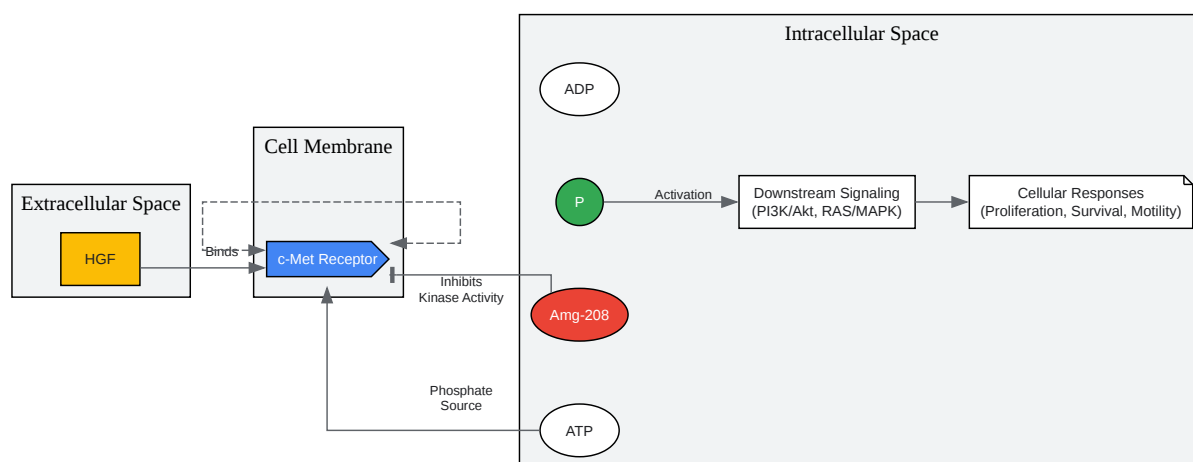 Intracellular Space
ADP
Cell Membrane
Extracellular Space
P
Activation
Downstream Signaling
(PI3K/Akt, RAS/MAPK)
Cellular Responses
(Proliferation, Survival, Motility)
HGF
Binds
c-Met Receptor
Inhibits
Kinase Activity
Amg-208
Phosphate
Source
ATP